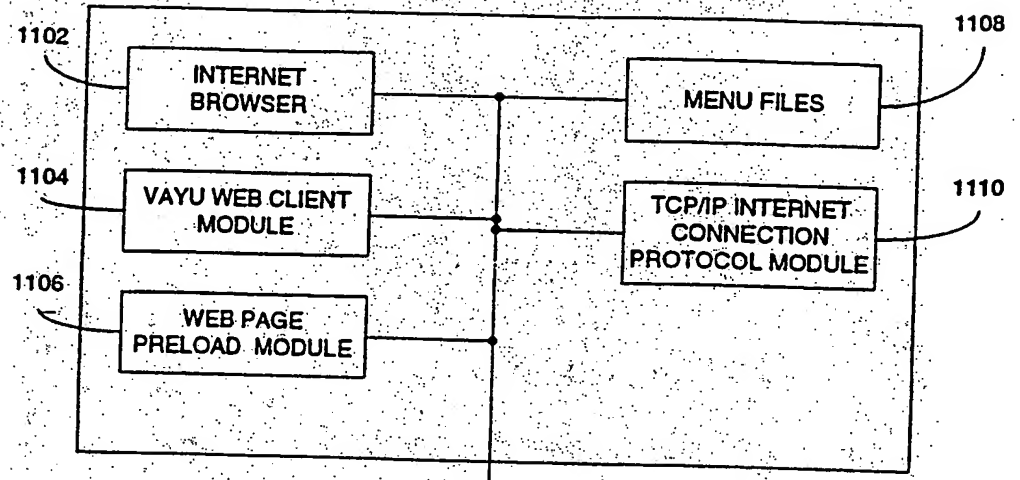 1102
INTERNET
BROWSER
1104
VAYU WEB CLIENT
MODULE
1106
WEB PAGE
PRELOAD MODULE
1108
MENU FILES
1110
TCP/IP INTERNET
CONNECTION
PROTOCOL MODULE